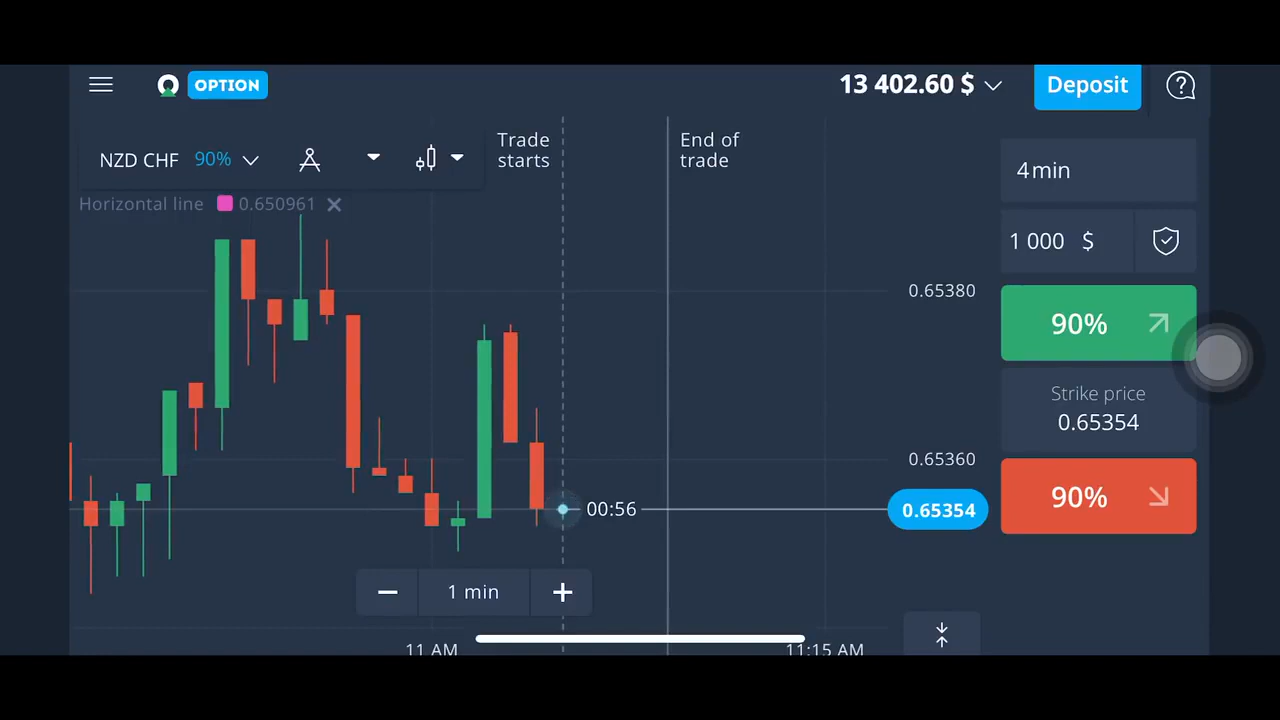 OPTION
13 402.60 $
Deposit
?
NZD CHF 90%
Trade
starts
End of
trade
4 min
Horizontal line 0.650961
1 000 $
0.65380
90%
Strike price
0.65354
0.65360
90%
00:56
0.65354
1 min
11 AM
11:15 AM